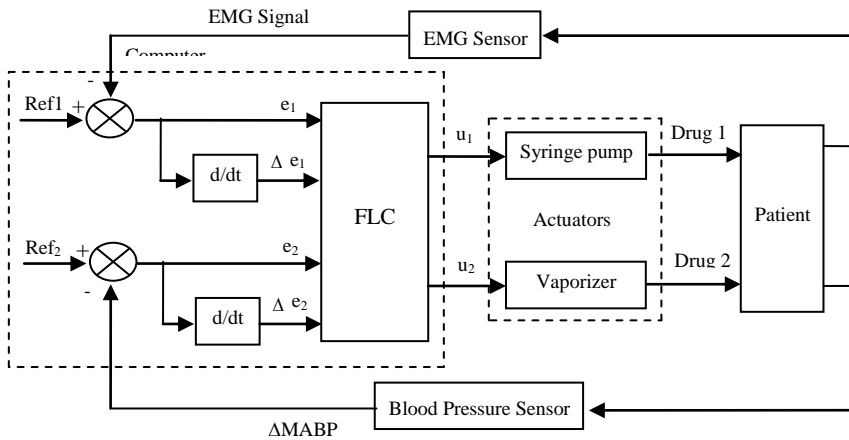 EMG Signal
EMG Sensor
Computer
-
Ref1
+
e1
u1
Syringe pump
Drug 1
d/dt
Δ e1
FLC
Actuators
Patient
Ref2
+
e2
u2
Vaporizer
Drug 2
-
d/dt
Δ e2
Blood Pressure Sensor
ΔMABP